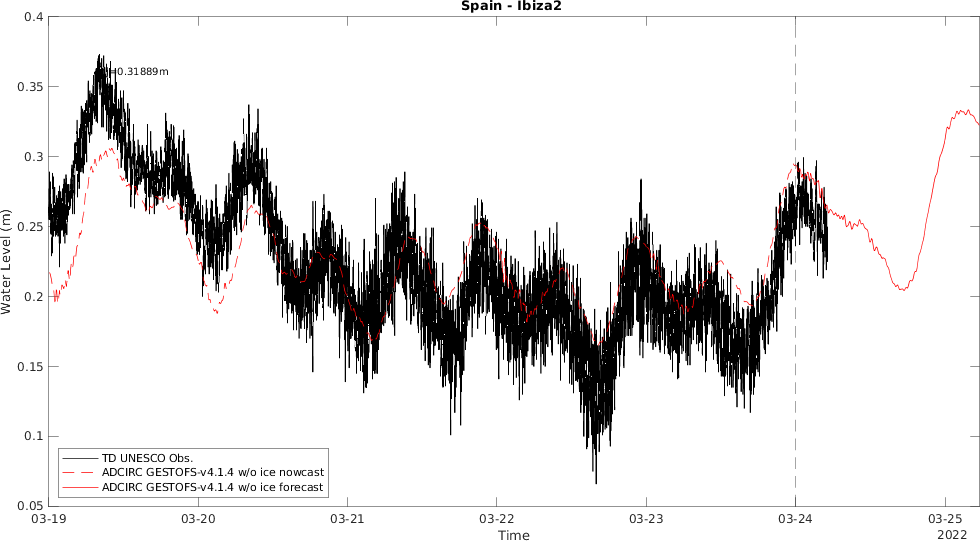 Spain - Ibiza2
0.4
0.35
0.3
0.25
0.2
0.15
0.1
0.05
Water Level (m)
=0.31889m
TD UNESCO Obs.
ADCIRC GESTOFS-v4.1.4 w/o ice nowcast
ADCIRC GESTOFS-v4.1.4 w/o ice forecast
03-19
03-20
03-21
03-22
03-23
03-24
03-25
Time
2022